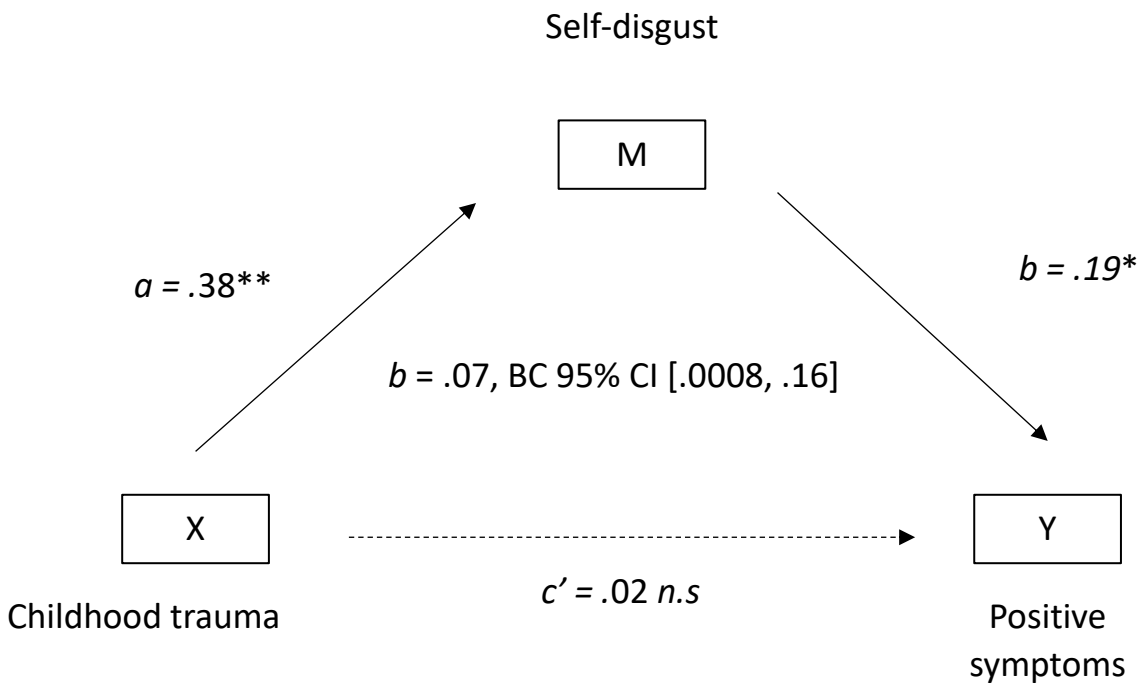 Self-disgust
M
a = .38**
b = .19*
b = .07, BC 95% CI [.0008, .16]
X
Y
c’ = .02 n.s
Childhood trauma
Positive
symptoms